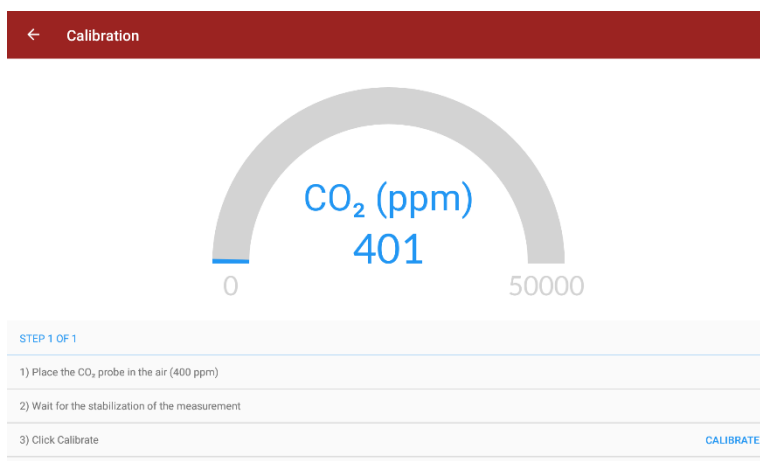 Calibration
CO₂ (ppm)
401
0 50000
STEP 1 OF 1
1) Place the CO₂ probe in the air (400 ppm)
2) Wait for the stabilization of the measurement
3) Click Calibrate CALIBRATE